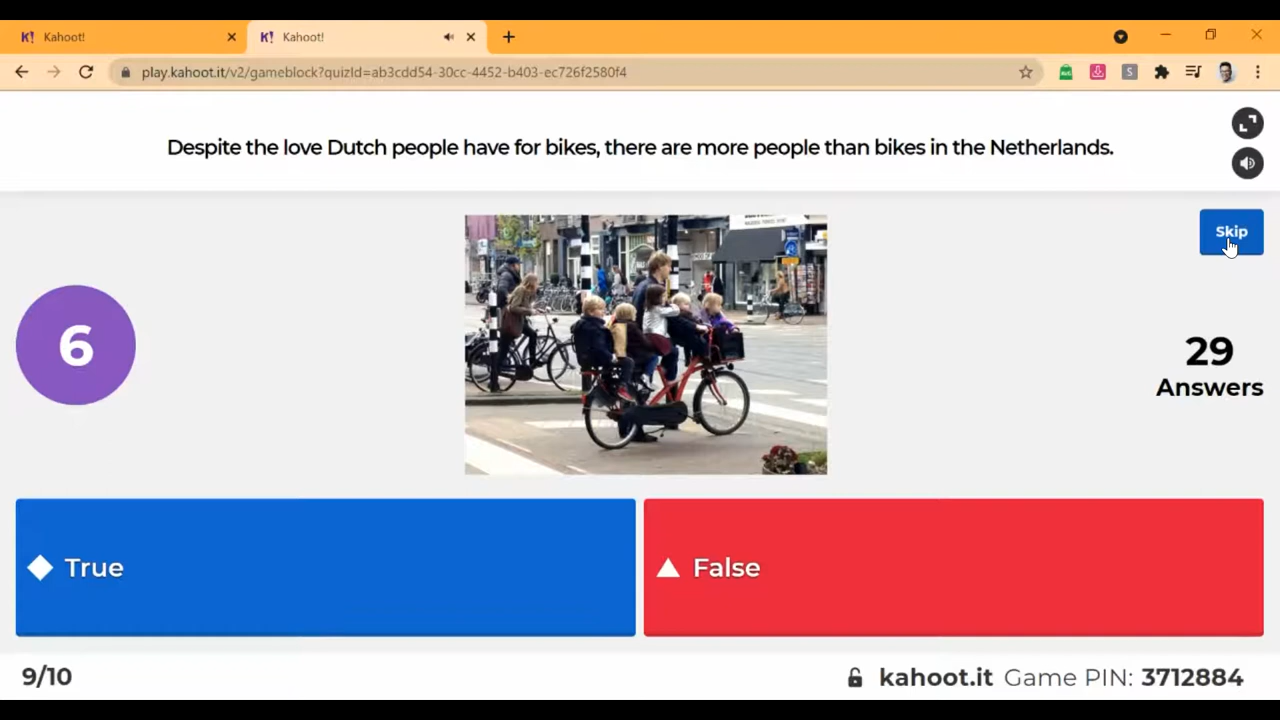 K! Kahoot!
K! Kahoot!
play.kahoot.it/v2/gameblock?quizId=ab3cdd54-30cc-4452-b403-ec726f2580f4
Despite the love Dutch people have for bikes, there are more people than bikes in the Netherlands.
Skip
6
29
Answers
True
False
9/10
kahoot.it Game PIN: 3712884